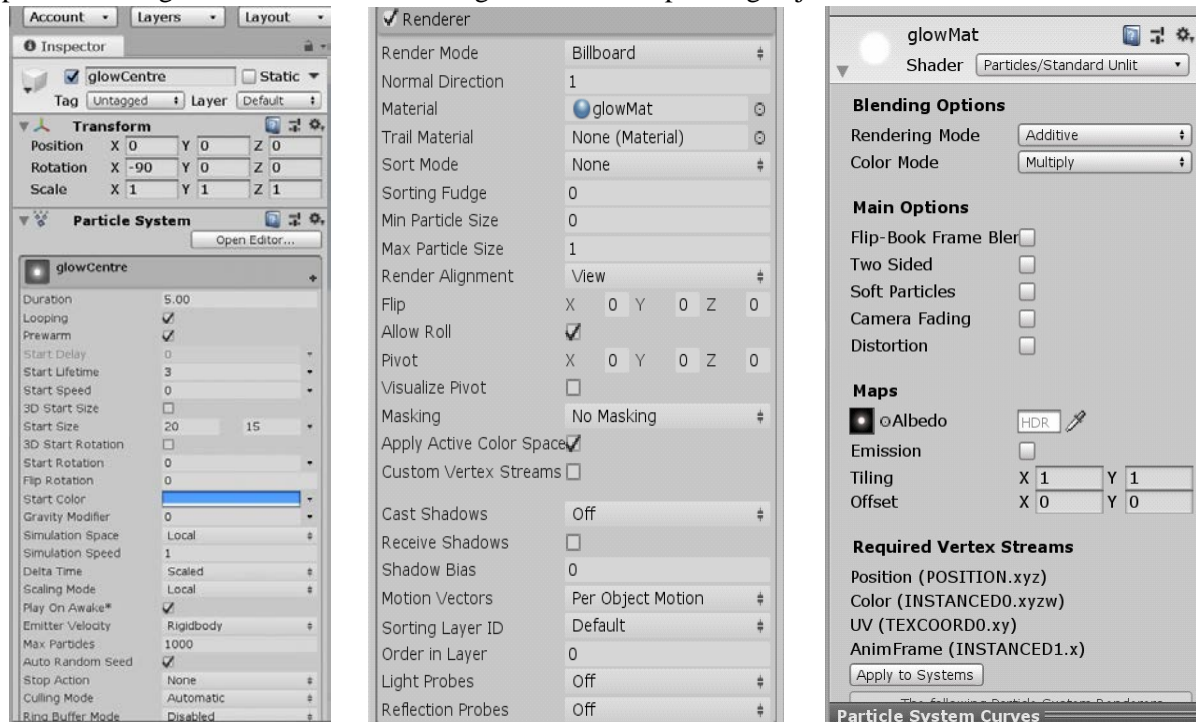 Account Layers Layout
Inspector
glowCentre Static
Tag Untagged Layer Default
Transform
Position X 0 Y 0 Z 0
Rotation X -90 Y 0 Z 0
Scale X 1 Y 1 Z 1
Particle System
Open Editor...
glowCentre
Duration 5.00
Looping
Prewarm
Start Delay 0
Start Lifetime 3
Start Speed 0
3D Start Size
Start Size 20 15
3D Start Rotation
Start Rotation 0
Flip Rotation 0
Start Color
Gravity Modifier 0
Simulation Space Local
Simulation Speed 1
Delta Time Scaled
Scaling Mode Local
Play On Awake*
Emitter Velocity Rigidbody
Max Particles 1000
Auto Random Seed
Stop Action None
Culling Mode Automatic
Ring Buffer Mode Disabled
Renderer
Render Mode Billboard
Normal Direction 1
Material glowMat
Trail Material None (Material)
Sort Mode None
Sorting Fudge 0
Min Particle Size 0
Max Particle Size 1
Render Alignment View
Flip X 0 Y 0 Z 0
Allow Roll
Pivot X 0 Y 0 Z 0
Visualize Pivot
Masking No Masking
Apply Active Color Space
Custom Vertex Streams
Cast Shadows Off
Receive Shadows
Shadow Bias 0
Motion Vectors Per Object Motion
Sorting Layer ID Default
Order in Layer 0
Light Probes Off
Reflection Probes Off
glowMat
Shader Particles/Standard Unlit
Blending Options
Rendering Mode Additive
Color Mode Multiply
Main Options
Flip-Book Frame Bler
Two Sided
Soft Particles
Camera Fading
Distortion
Maps
Albedo HDR
Emission
Tiling X 1 Y 1
Offset X 0 Y 0
Required Vertex Streams
Position (POSITION.xyz)
Color (INSTANCED0.xyzw)
UV (TEXCOORD0.xy)
AnimFrame (INSTANCED1.x)
Apply to Systems
Particle System Curves